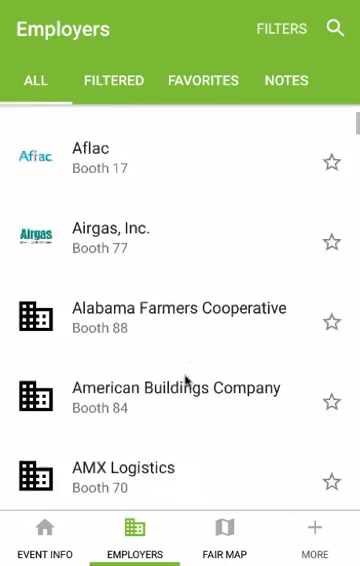 Employers
FILTERS
ALL
FILTERED
FAVORITES
NOTES
Aflac
Aflac
Booth 17
Airgas
Airgas, Inc.
Booth 77
Alabama Farmers Cooperative
Booth 88
American Buildings Company
Booth 84
AMX Logistics
Booth 70
EVENT INFO
EMPLOYERS
FAIR MAP
MORE